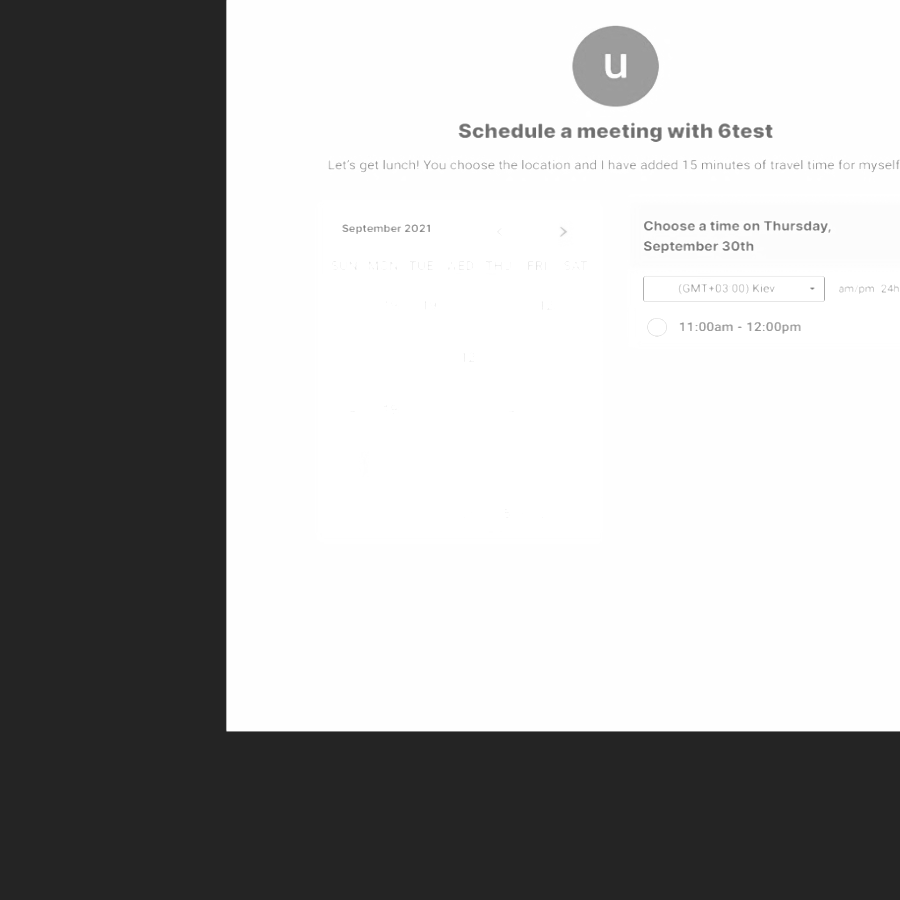 u
Schedule a meeting with 6test
Let's get lunch! You choose the location and I have added 15 minutes of travel time for myself
September 2021
SUN MON TUE WED THU FRI SAT
Choose a time on Thursday,
September 30th
(GMT+03:00) Kiev
am/pm 24h
11:00am - 12:00pm